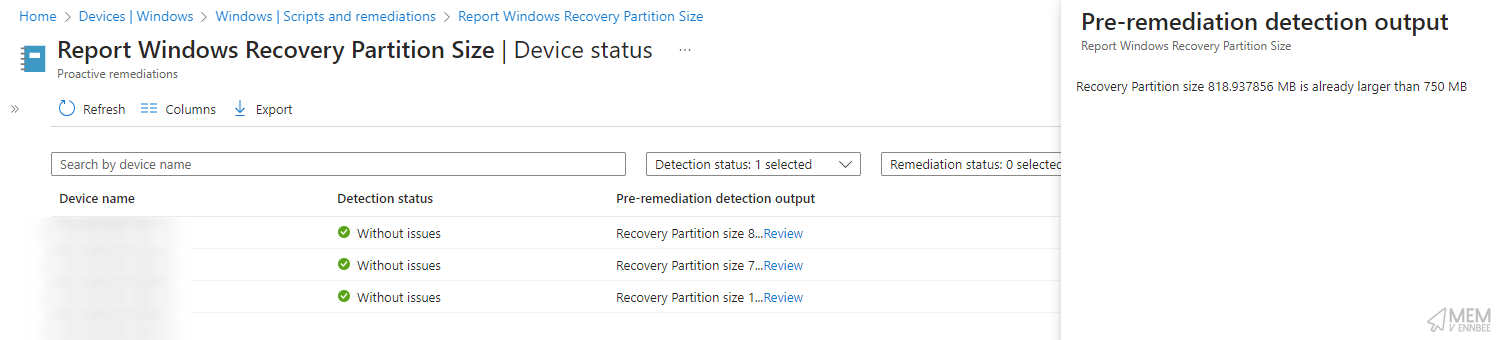 Home > Devices | Windows > Windows | Scripts and remediations > Report Windows Recovery Partition Size
Report Windows Recovery Partition Size | Device status ...
Proactive remediations
» Refresh Columns Export
Search by device name
Detection status: 1 selected
Remediation status: 0 selected
Device name Detection status Pre-remediation detection output
Without issues Recovery Partition size 8...Review
Without issues Recovery Partition size 7...Review
Without issues Recovery Partition size 1...Review
Pre-remediation detection output
Report Windows Recovery Partition Size
Recovery Partition size 818.937856 MB is already larger than 750 MB
MEM
V ENNBEE